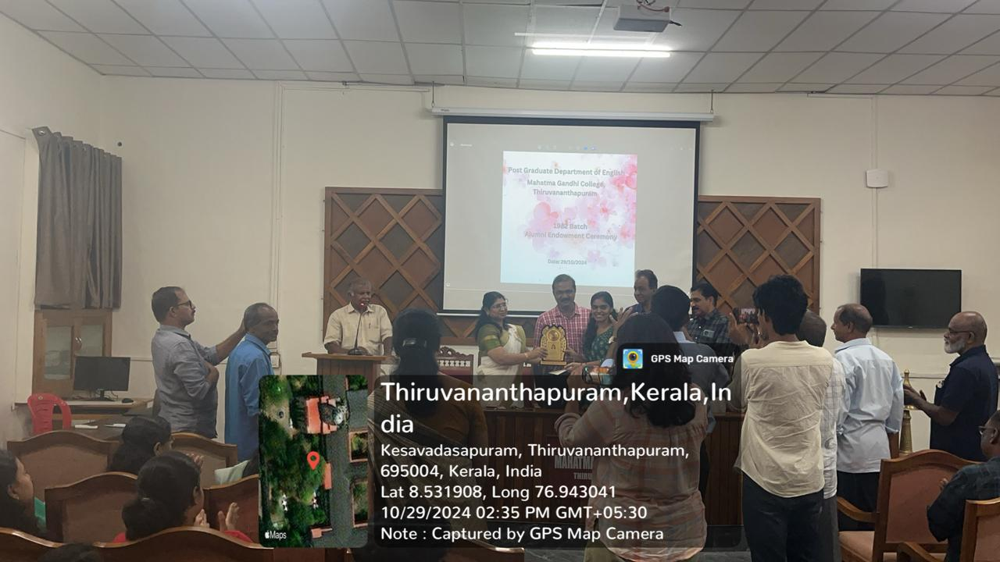 Post Graduate Department of English
Mahatma Gandhi College,
Thiruvananthapuram
1982 Batch
Alumni Endowment Ceremony
Date: 29/10/2024
GPS Map Camera
Thiruvananthapuram,Kerala,In
dia
Kesavadasapuram, Thiruvananthapuram,
695004, Kerala, India
Lat 8.531908, Long 76.943041
10/29/2024 02:35 PM GMT+05:30
Note : Captured by GPS Map Camera
Maps
MAHATMA
THIRU